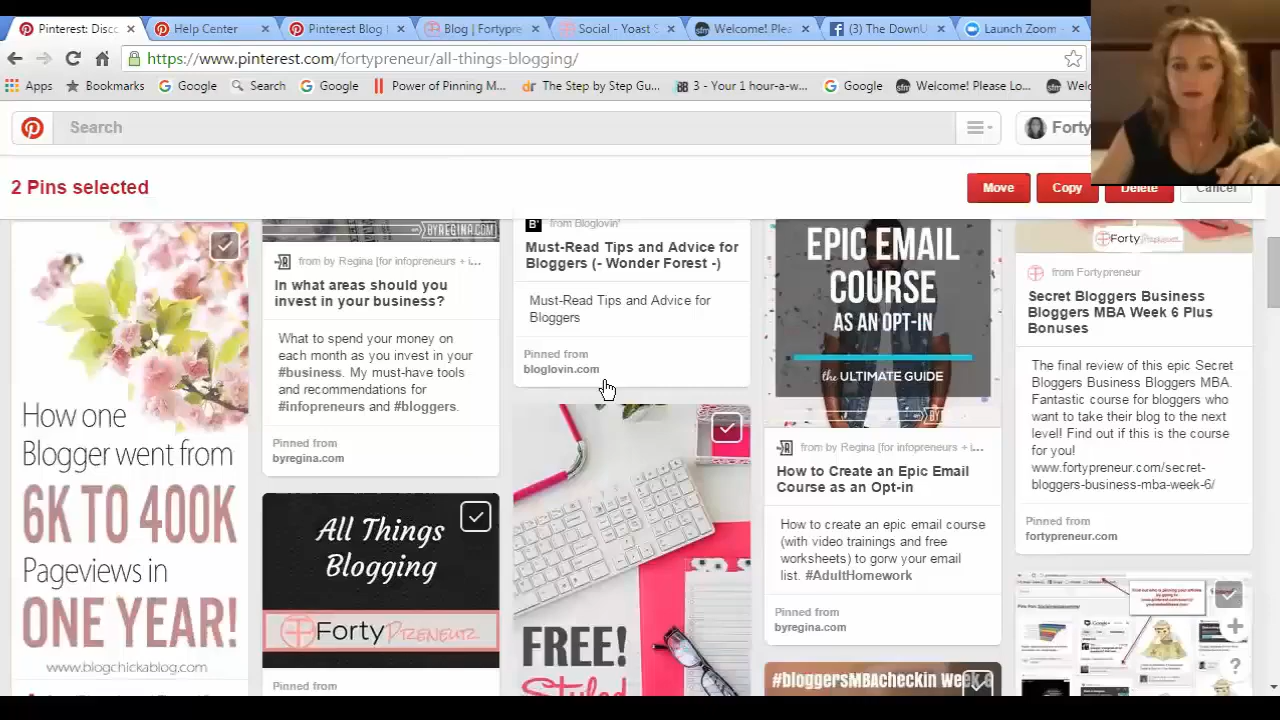 Pinterest: Disco
Help Center
Pinterest Blog |
Blog | Fortypre
Social - Yoast S
Welcome! Plea
(3) The DownU
Launch Zoom -
https://www.pinterest.com/fortypreneur/all-things-blogging/
Apps
Bookmarks
Google
Search
Google
Power of Pinning M...
The Step by Step Gu...
3 - Your 1 hour-a-w...
Google
Welcome! Please Lo...
Welc
Search
Forty
2 Pins selected
Move
Copy
Delete
Cancel
How one
Blogger went from
6K TO 400K
Pageviews in
ONE YEAR!
www.blogchickablog.com
BYREGINA.COM
from by Regina [for infopreneurs + i...
In what areas should you
invest in your business?
What to spend your money on
each month as you invest in your
#business. My must-have tools
and recommendations for
#infopreneurs and #bloggers.
Pinned from
byregina.com
All Things
Blogging
FortyPreneur
Pinned from
from Bloglovin'
Must-Read Tips and Advice for
Bloggers (- Wonder Forest -)
Must-Read Tips and Advice for
Bloggers
Pinned from
bloglovin.com
FREE!
EPIC EMAIL
COURSE
AS AN OPT-IN
the ULTIMATE GUIDE
from by Regina [for infopreneurs + i...
How to Create an Epic Email
Course as an Opt-in
How to create an epic email course
(with video trainings and free
worksheets) to gorw your email
list. #AdultHomework
Pinned from
byregina.com
#bloggersMBAcheckin week 6
FortyPreneur
from Fortypreneur
Secret Bloggers Business
Bloggers MBA Week 6 Plus
Bonuses
The final review of this epic Secret
Bloggers Business Bloggers MBA.
Fantastic course for bloggers who
want to take their blog to the next
level! Find out if this is the course
for you!
www.fortypreneur.com/secret-
bloggers-business-mba-week-6/
Pinned from
fortypreneur.com